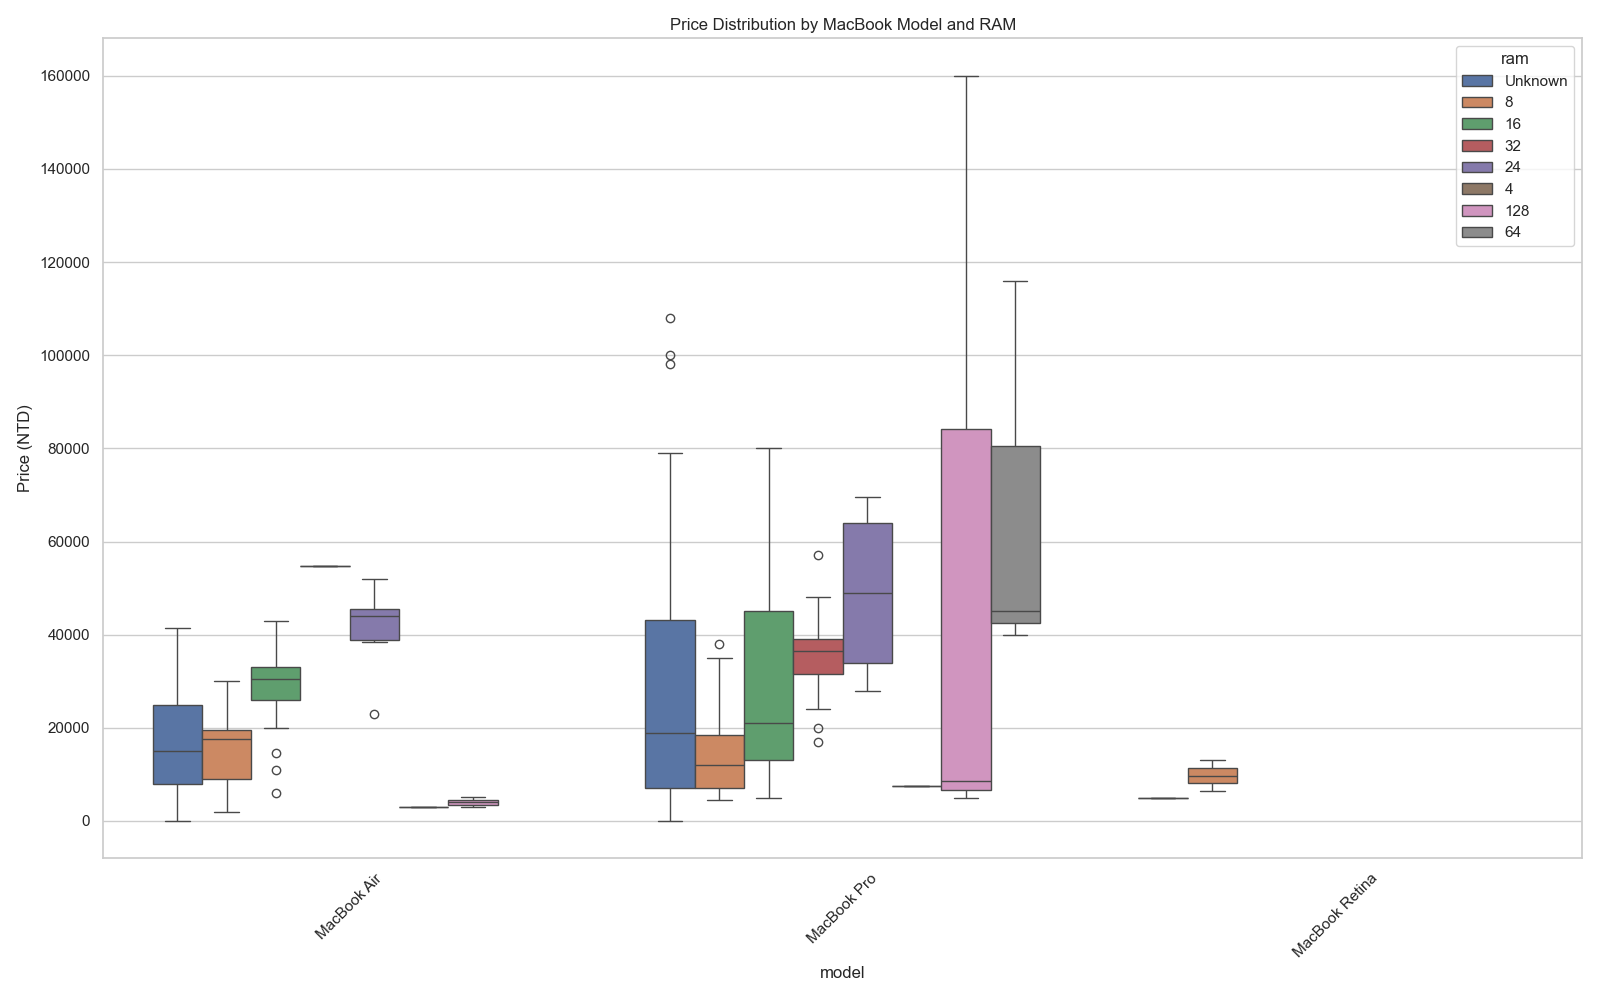 Price Distribution by MacBook Model and RAM
ram
Unknown
8
16
32
24
4
128
64
160000
140000
120000
100000
80000
60000
40000
20000
0
Price (NTD)
MacBook Air
MacBook Pro
MacBook Retina
model